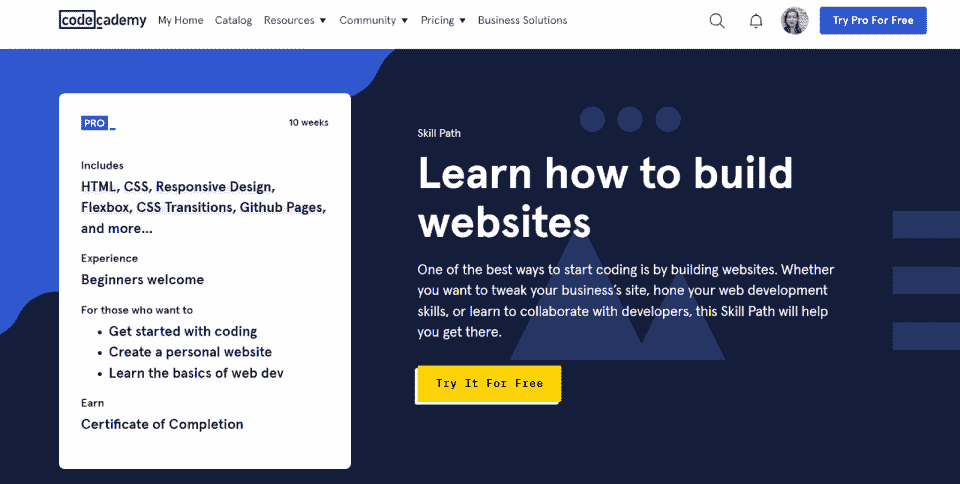 codecademy My Home Catalog Resources Community Pricing Business Solutions Try Pro For Free
PRO 10 weeks
Includes
HTML, CSS, Responsive Design,
Flexbox, CSS Transitions, Github Pages,
and more...
Experience
Beginners welcome
For those who want to
• Get started with coding
• Create a personal website
• Learn the basics of web dev
Earn
Certificate of Completion
Skill Path
Learn how to build
websites
One of the best ways to start coding is by building websites. Whether
you want to tweak your business’s site, hone your web development
skills, or learn to collaborate with developers, this Skill Path will help
you get there.
Try It For Free